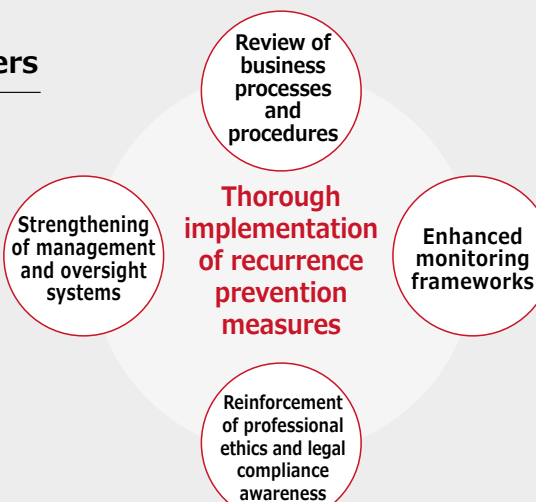 ers
Review of
business
processes
and
procedures
Strengthening
of management
and oversight
systems
Thorough
implementation
of recurrence
prevention
measures
Enhanced
monitoring
frameworks
Reinforcement
of professional
ethics and legal
compliance
awareness